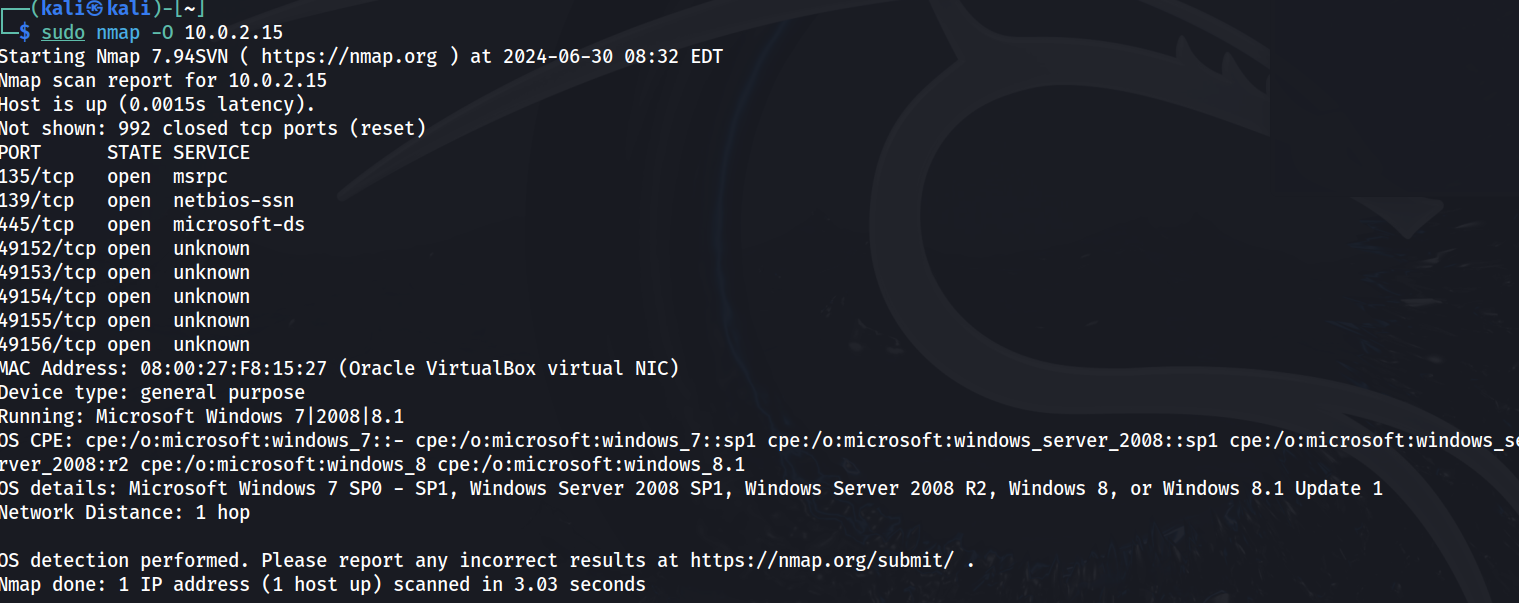 ┌──(kali㉿kali)-[~]
└─$ sudo nmap -O 10.0.2.15
Starting Nmap 7.94SVN ( https://nmap.org ) at 2024-06-30 08:32 EDT
Nmap scan report for 10.0.2.15
Host is up (0.0015s latency).
Not shown: 992 closed tcp ports (reset)
PORT      STATE SERVICE
135/tcp   open  msrpc
139/tcp   open  netbios-ssn
445/tcp   open  microsoft-ds
49152/tcp open  unknown
49153/tcp open  unknown
49154/tcp open  unknown
49155/tcp open  unknown
49156/tcp open  unknown
MAC Address: 08:00:27:F8:15:27 (Oracle VirtualBox virtual NIC)
Device type: general purpose
Running: Microsoft Windows 7|2008|8.1
OS CPE: cpe:/o:microsoft:windows_7::- cpe:/o:microsoft:windows_7::sp1 cpe:/o:microsoft:windows_server_2008::sp1 cpe:/o:microsoft:windows_se
rver_2008:r2 cpe:/o:microsoft:windows_8 cpe:/o:microsoft:windows_8.1
OS details: Microsoft Windows 7 SP0 - SP1, Windows Server 2008 SP1, Windows Server 2008 R2, Windows 8, or Windows 8.1 Update 1
Network Distance: 1 hop

OS detection performed. Please report any incorrect results at https://nmap.org/submit/ .
Nmap done: 1 IP address (1 host up) scanned in 3.03 seconds